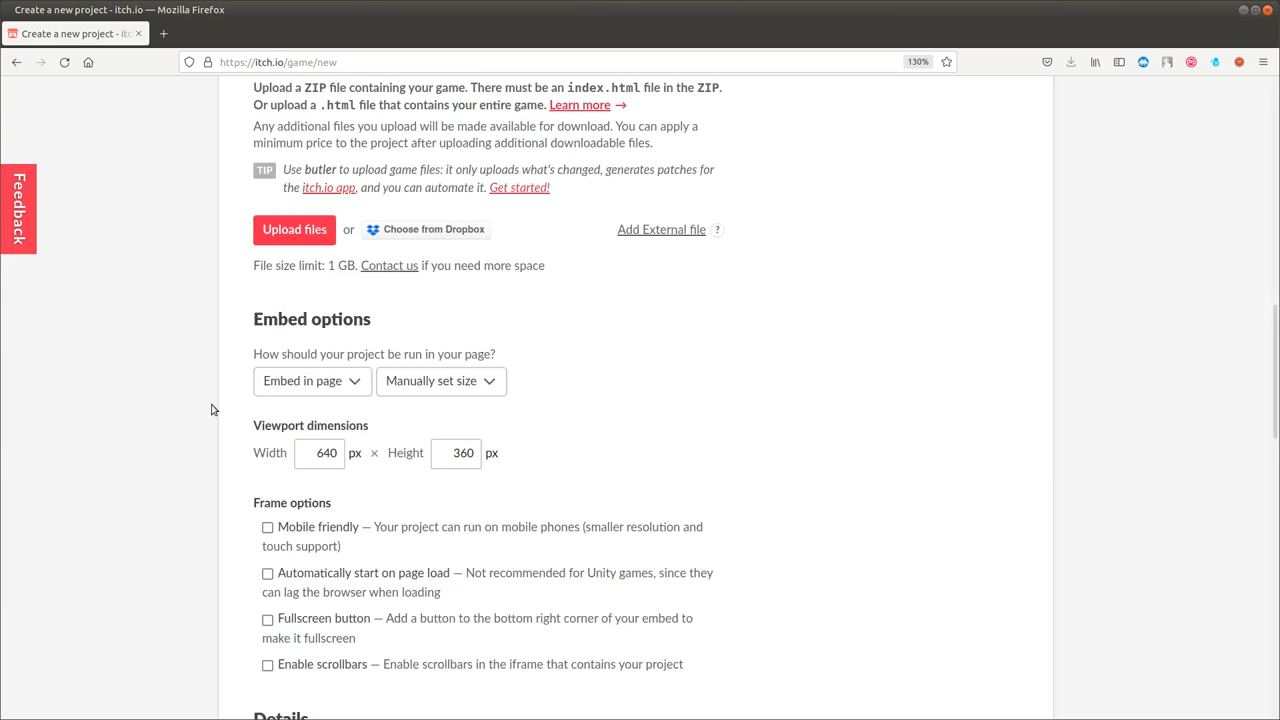 Create a new project - itch.io — Mozilla Firefox
Create a new project - itc
https://itch.io/game/new
130%
Upload a ZIP file containing your game. There must be an index.html file in the ZIP.
Or upload a .html file that contains your entire game. Learn more →
Any additional files you upload will be made available for download. You can apply a
minimum price to the project after uploading additional downloadable files.
TIP Use butler to upload game files: it only uploads what's changed, generates patches for
the itch.io app, and you can automate it. Get started!
Feedback
Upload files or Choose from Dropbox Add External file ?
File size limit: 1 GB. Contact us if you need more space
Embed options
How should your project be run in your page?
Embed in page Manually set size
Viewport dimensions
Width 640 px × Height 360 px
Frame options
Mobile friendly — Your project can run on mobile phones (smaller resolution and
touch support)
Automatically start on page load — Not recommended for Unity games, since they
can lag the browser when loading
Fullscreen button — Add a button to the bottom right corner of your embed to
make it fullscreen
Enable scrollbars — Enable scrollbars in the iframe that contains your project
Details